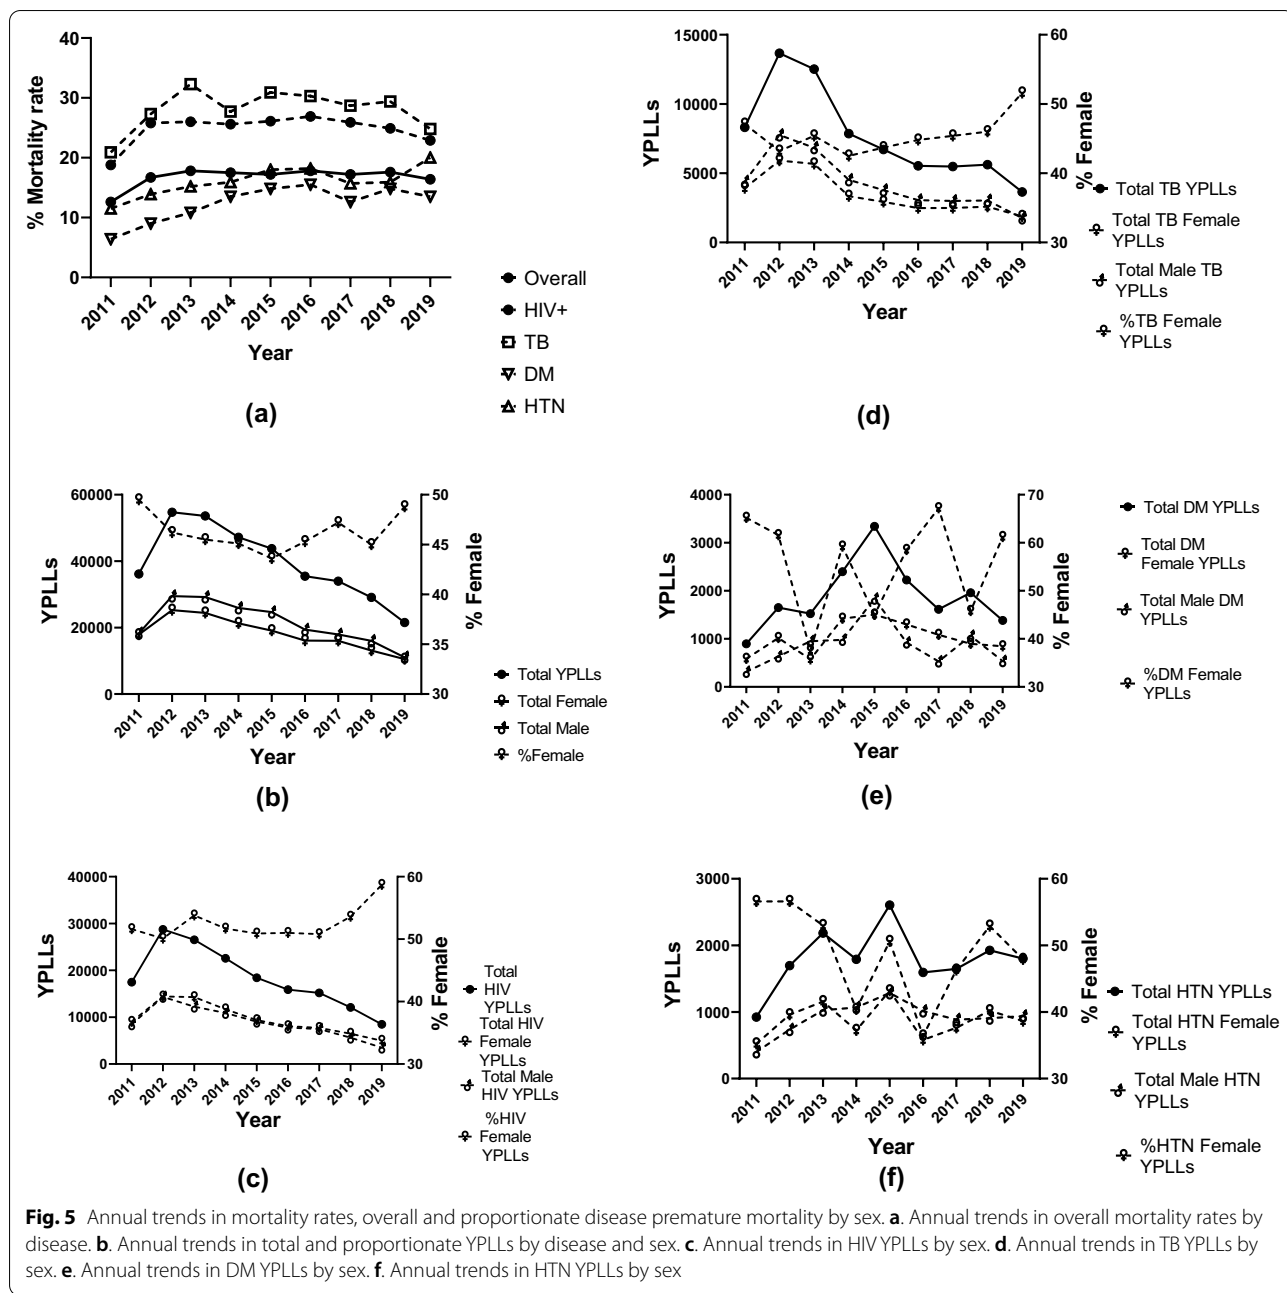 40
30
20
10
0
% Mortality rate
2011
2012
2013
2014
2015
2016
2017
2018
2019
Year
Overall
HIV+
TB
DM
HTN
(a)
15000
10000
5000
0
YPLLs
60
50
40
30
% Female
2011
2012
2013
2014
2015
2016
2017
2018
2019
Year
Total TB YPLLs
Total TB Female
YPLLs
Total Male TB
YPLLs
%TB Female
YPLLs
(d)
60000
40000
20000
0
YPLLs
50
45
40
35
30
% Female
2011
2012
2013
2014
2015
2016
2017
2018
2019
Year
Total YPLLs
Total Female
Total Male
%Female
(b)
4000
3000
2000
1000
0
YPLLs
70
60
50
40
30
% Female
2011
2012
2013
2014
2015
2016
2017
2018
2019
Year
Total DM YPLLs
Total DM
Female YPLLs
Total Male DM
YPLLs
%DM Female
YPLLs
(e)
40000
30000
20000
10000
0
YPLLs
60
50
40
30
% Female
2011
2012
2013
2014
2015
2016
2017
2018
2019
Year
Total
HIV
YPLLs
Total HIV
Female
YPLLs
Total Male
HIV YPLLs
%HIV
Female
YPLLs
(c)
3000
2000
1000
0
YPLLs
60
50
40
30
% Female
2011
2012
2013
2014
2015
2016
2017
2018
2019
Year
Total HTN YPLLs
Total HTN Female
YPLLs
Total Male HTN
YPLLs
%HTN Female
YPLLs
(f)
Fig. 5 Annual trends in mortality rates, overall and proportionate disease premature mortality by sex. a. Annual trends in overall mortality rates by
disease. b. Annual trends in total and proportionate YPLLs by disease and sex. c. Annual trends in HIV YPLLs by sex. d. Annual trends in TB YPLLs by
sex. e. Annual trends in DM YPLLs by sex. f. Annual trends in HTN YPLLs by sex